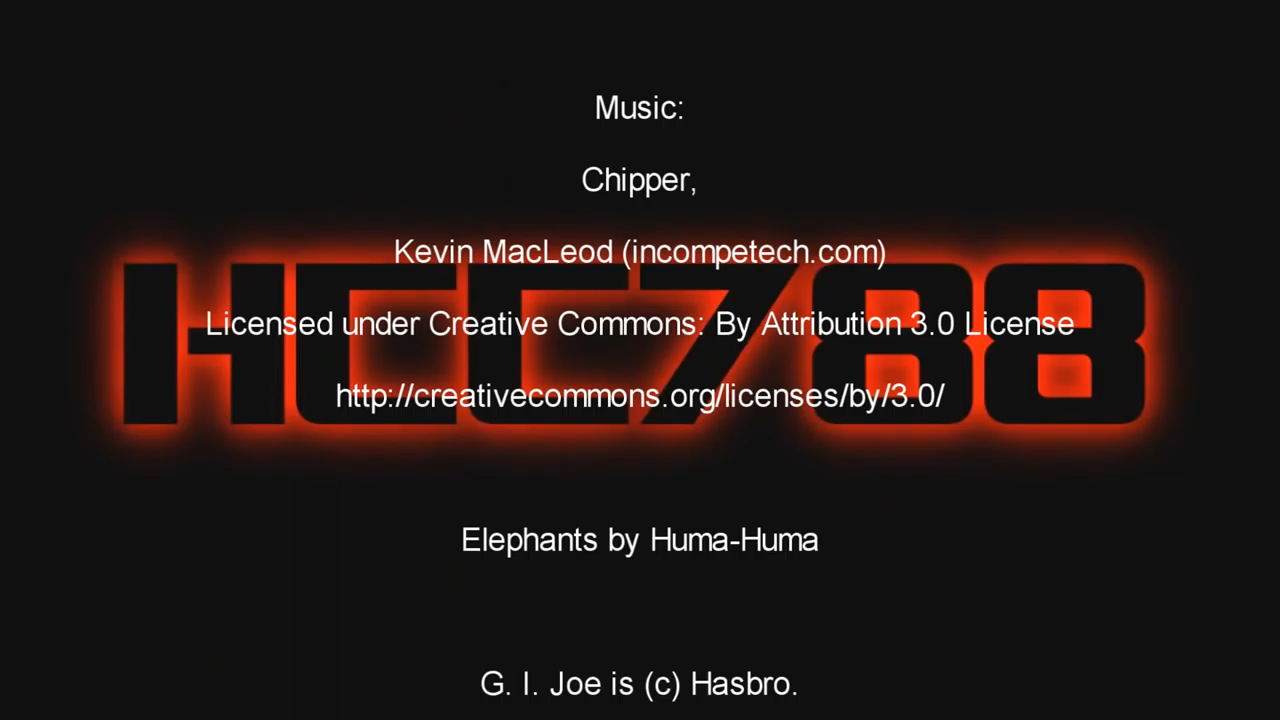 Music:
Chipper,
Kevin MacLeod (incompetech.com)
HCC788
Licensed under Creative Commons: By Attribution 3.0 License
http://creativecommons.org/licenses/by/3.0/
Elephants by Huma-Huma
G. I. Joe is (c) Hasbro.